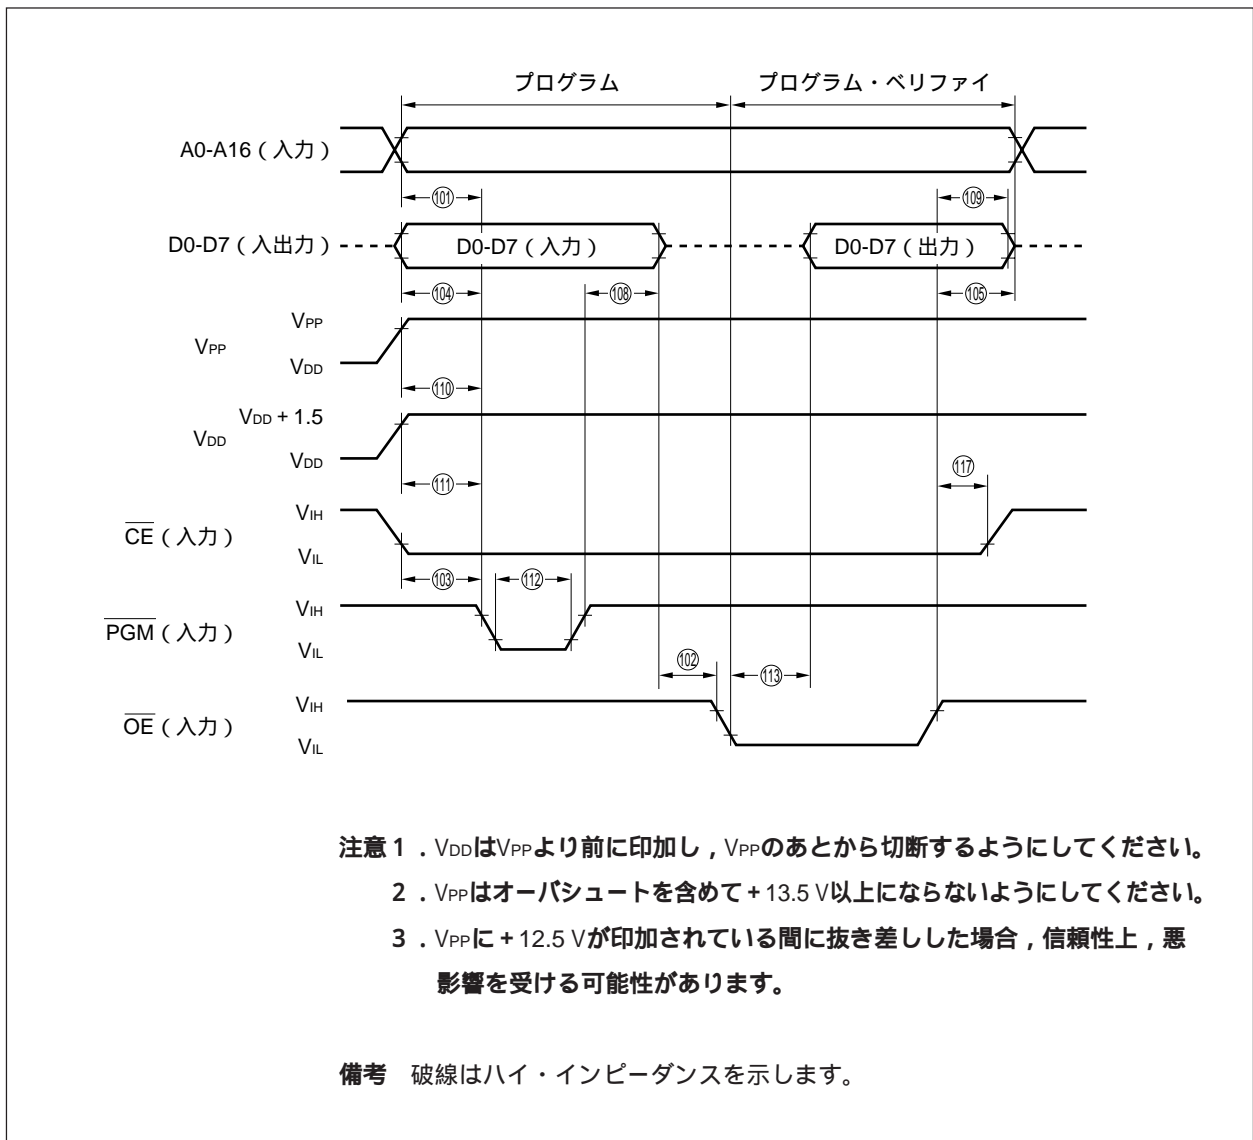 プログラム
プログラム・ベリファイ
A0-A16(入力)
101
109
D0-D7(入出力)
D0-D7(入力)
D0-D7(出力)
104
108
105
VPP
VPP
VDD
110
VDD + 1.5
VDD
VDD
111
117
VIH
CE(入力)
VIL
103
112
VIH
PGM(入力)
VIL
102
113
VIH
OE(入力)
VIL
注意1.VDDはVPPより前に印加し,VPPのあとから切断するようにしてください。
2.VPPはオーバシュートを含めて+13.5 V以上にならないようにしてください。
3.VPPに+12.5 Vが印加されている間に抜き差しした場合,信頼性上,悪
影響を受ける可能性があります。
備考 破線はハイ・インピーダンスを示します。